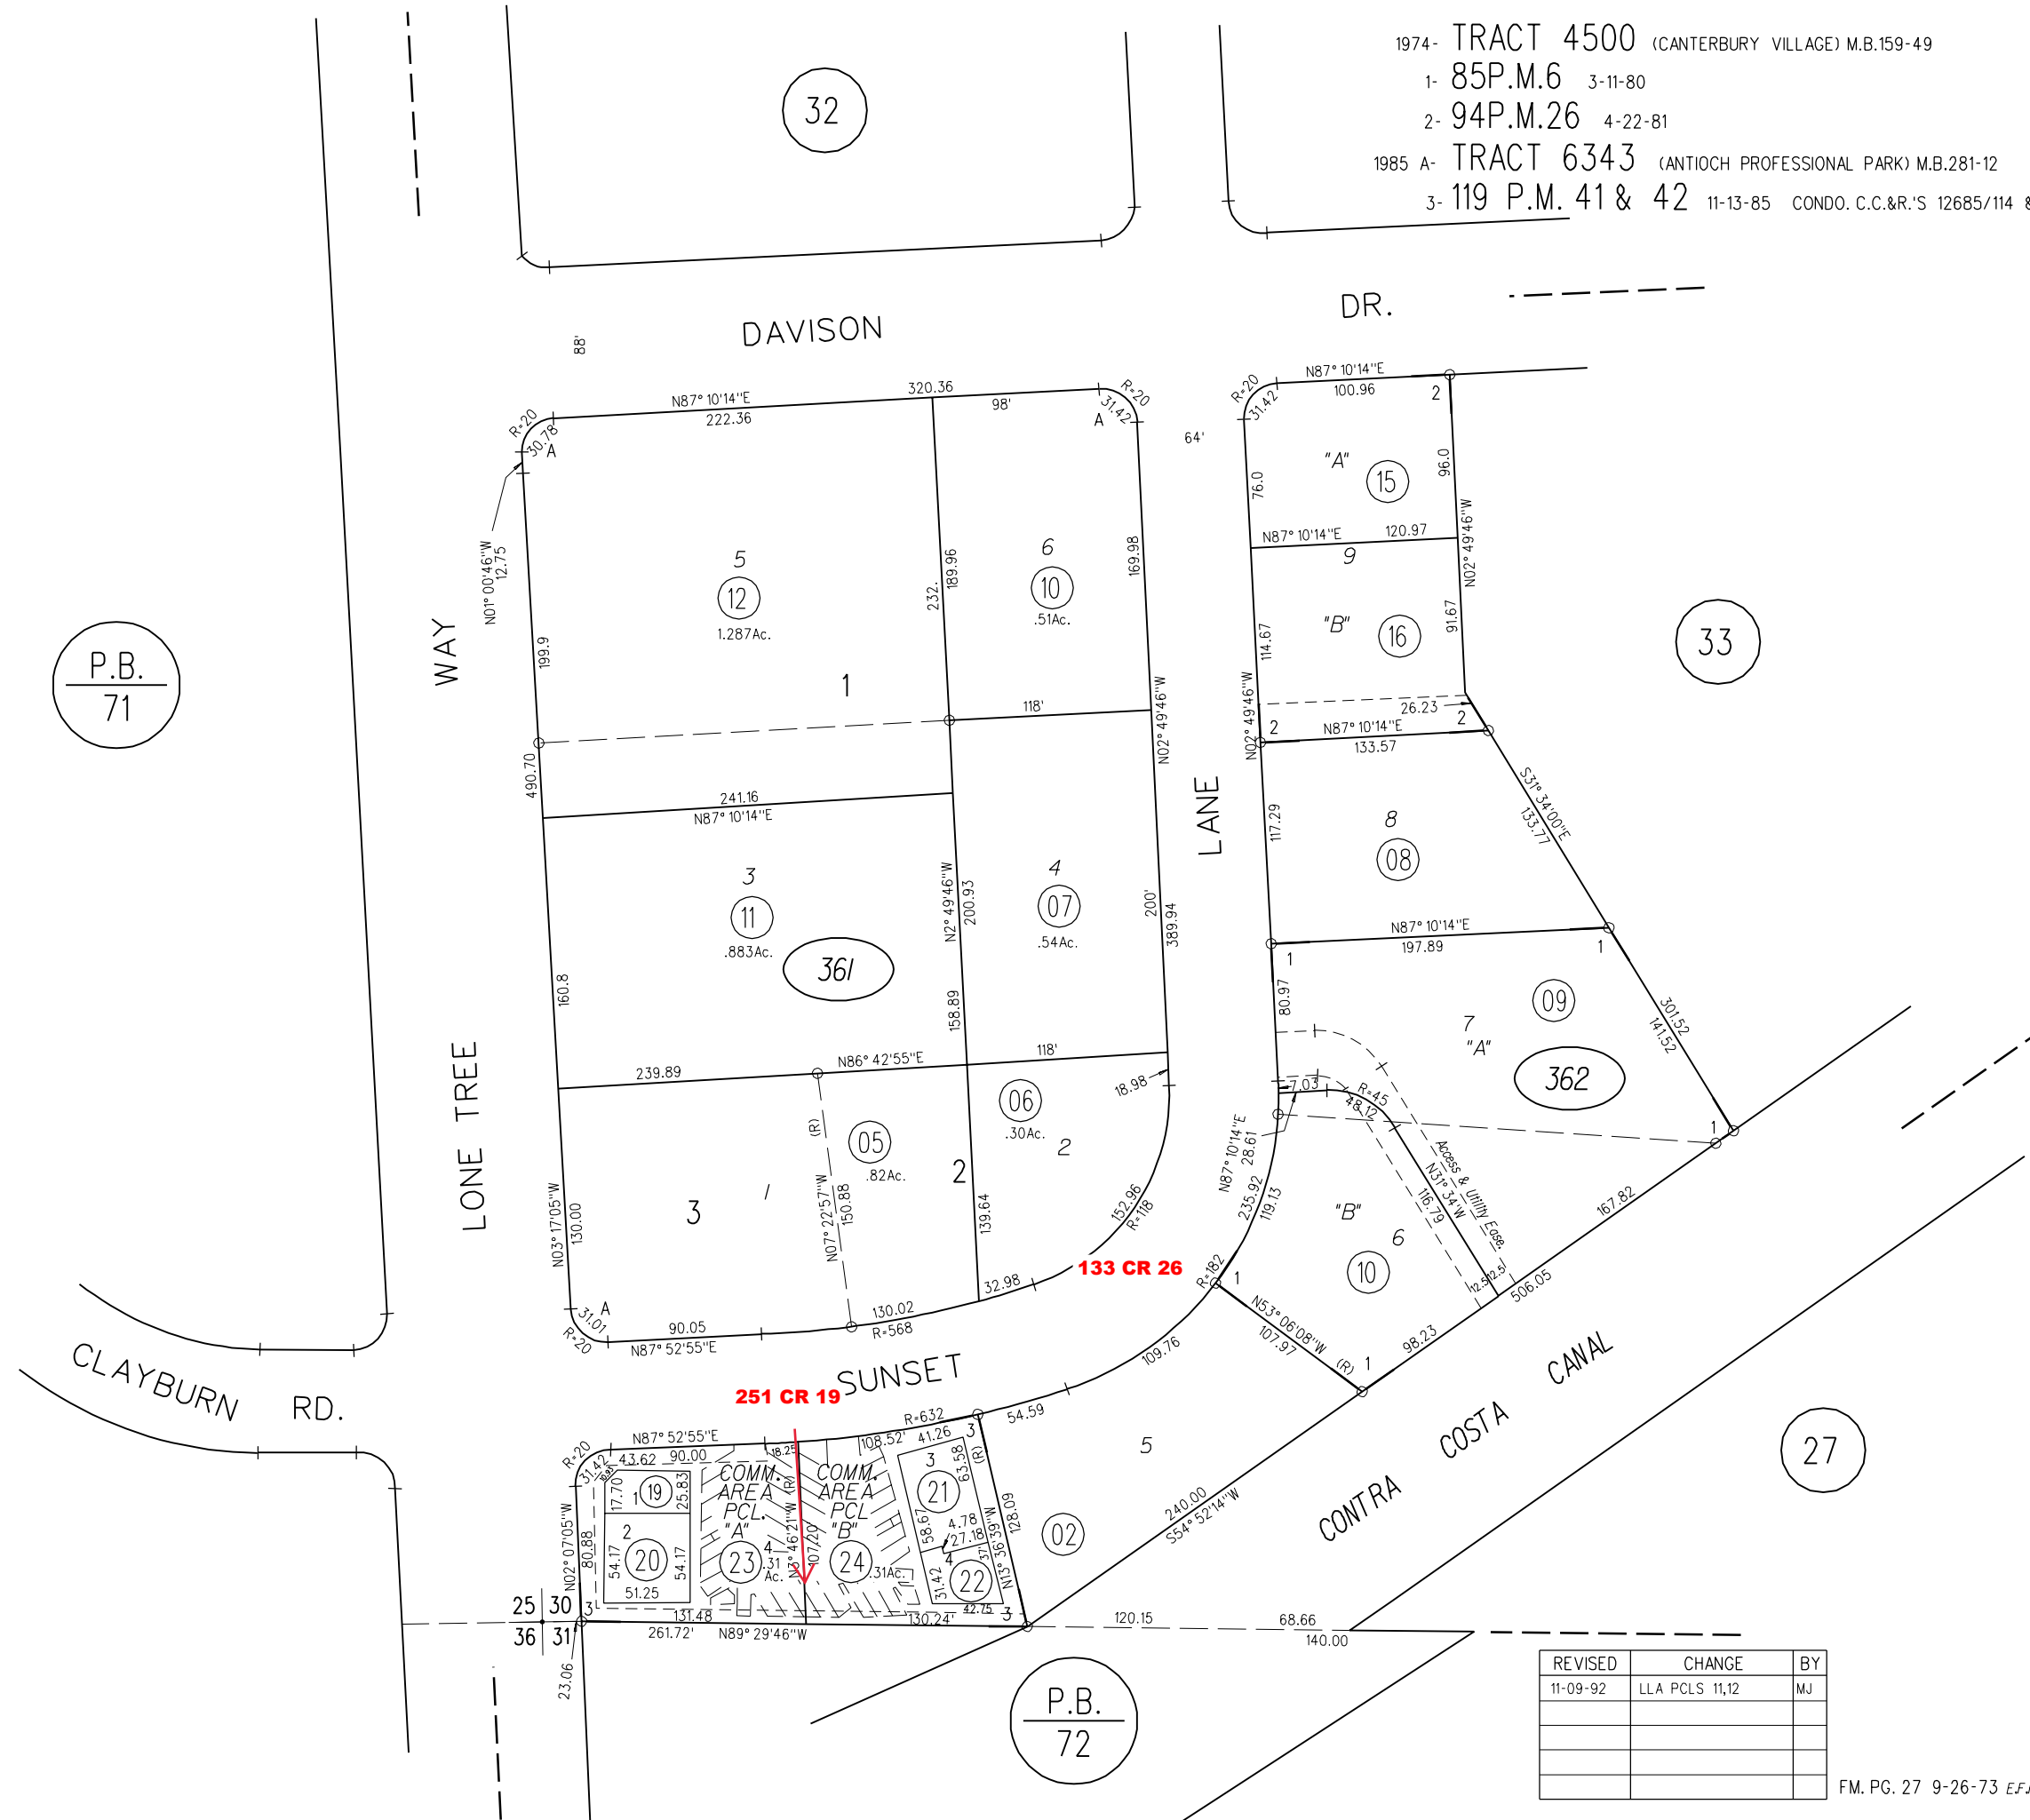 1974- TRACT 4500 (CANTERBURY VILLAGE) M.B.159-49
1- 85P.M.6 3-11-80
2- 94P.M.26 4-22-81
1985 A- TRACT 6343 (ANTIOCH PROFESSIONAL PARK) M.B.281-12
3- 119 P.M. 41 & 42 11-13-85 CONDO. C.C.&R.'S 12685/114 &
32
DAVISON
DR.
88'
N87° 10'14"E
222.36
320.36
98'
R=20
31.42
A
R=20
30.78
A
64'
R=20
31.42
N87° 10'14"E
100.96
2
"A"
15
76.0
96.0
N87° 10'14"E
120.97
N02° 49'46"W
9
"B"
16
114.67
91.67
N02° 49'46"W
26.23
2
2
N87° 10'14"E
133.57
33
P.B.
71
WAY
N01° 00'46"W
12.75
199.9
5
12
1.287Ac.
1
232.
189.96
6
10
.51Ac.
169.98
118'
N02° 49'46"W
490.70
241.16
N87° 10'14"E
3
11
.883Ac.
361
160.8
N2° 49'46"W
200.93
158.89
4
07
.54Ac.
200'
389.94
LANE
117.29
8
08
S31° 34'00"E
133.77
N87° 10'14"E
197.89
1
1
80.97
09
7
"A"
362
301.52
141.52
LONE TREE
239.89
N86° 42'55"E
118'
18.98
06
.30Ac.
2
(R)
05
.82Ac.
2
1
3
N07° 22'57"W
150.88
139.64
N03° 17'05"W
130.00
152.96
R=118
7.03
R=45
48.12
N87° 10'14"E
28.61
235.92
119.13
Access & Utility Ease.
N31° 34'W
116.79
1
167.82
"B"
6
10
12.5
12.5
506.05
R=182
1
133 CR 26
32.98
130.02
R=568
A
31.01
R=20
90.05
N87° 52'55"E
N53° 06'08"W
107.97
(R)
1
98.23
109.76
CLAYBURN
RD.
SUNSET
251 CR 19
CONTRA COSTA CANAL
27
R=632
54.59
N87° 52'55"E
43.62
90.00
18.25
108.52'
41.26
3
(R)
R=20
31.42
17.70
1
19
25.83
COMM.
AREA
PCL.
"A"
23
4
.31
Ac.
(R)
N3° 46'21"W
107.20
COMM.
AREA
PCL
"B"
24
.31Ac.
3
21
63.58
58.67
4.78
27.18
4
37
22
31.42
42.75
128.09
N13° 36'39"W
5
02
240.00
S54° 52'14"W
N02° 07'05"W
80.88
2
20
54.17
54.17
51.25
25 30
36 31
3
131.48
130.24'
3
261.72'
N89° 29'46"W
120.15
68.66
140.00
23.06
P.B.
72
REVISED CHANGE BY
11-09-92 LLA PCLS 11,12 MJ
FM. PG. 27 9-26-73